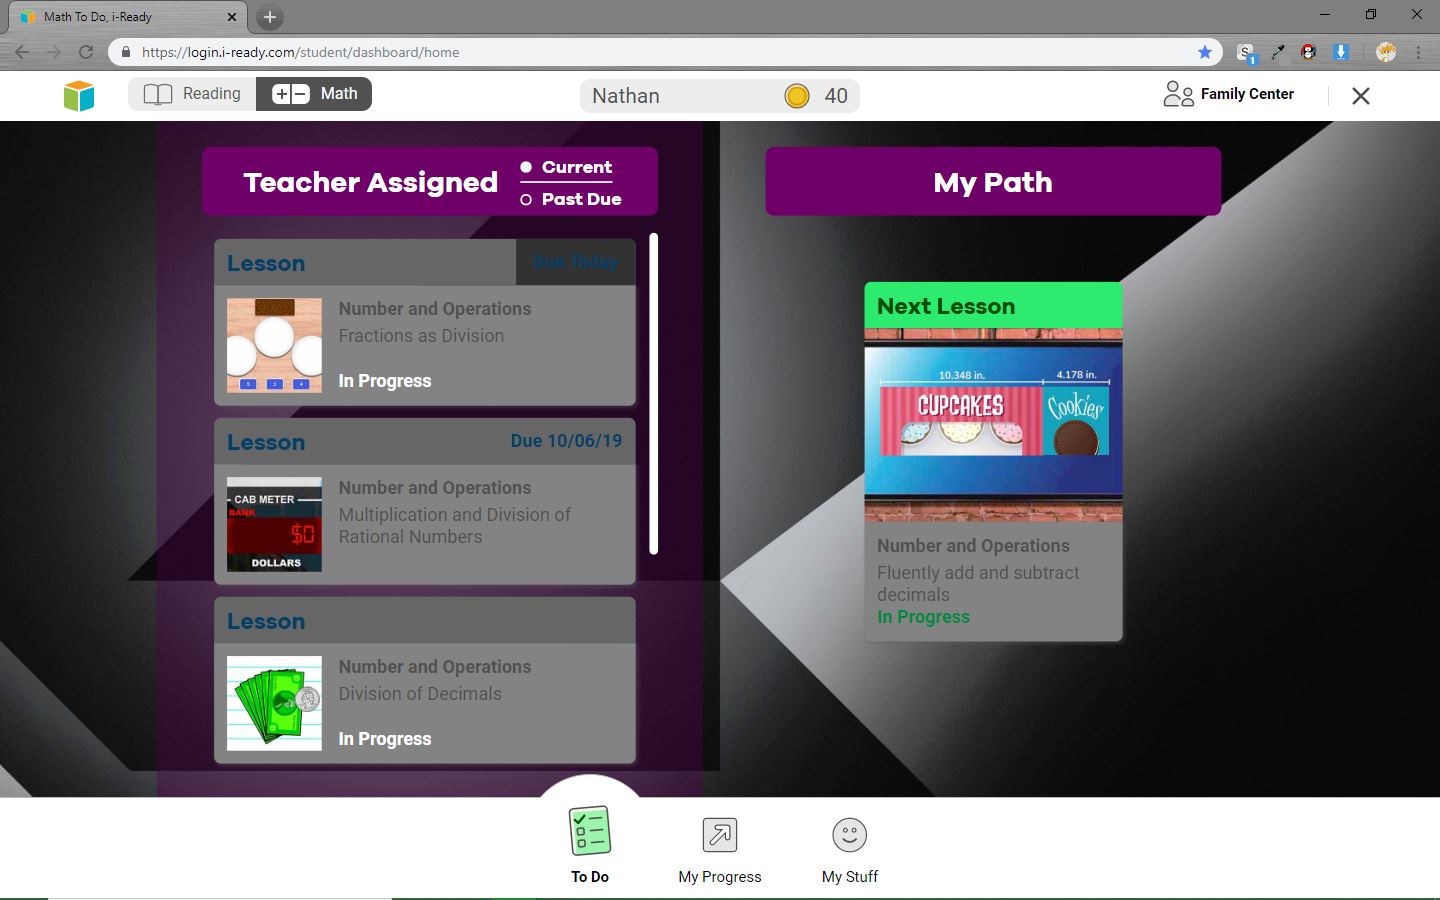 Math To Do, i-Ready
https://login.i-ready.com/student/dashboard/home
S
1
Reading
Math
Nathan
40
Family Center
Teacher Assigned
Current
Past Due
My Path
Lesson
Due Today
Number and Operations
Fractions as Division
In Progress
Lesson
Due 10/06/19
CAB METER
BANK
$0
DOLLARS
Number and Operations
Multiplication and Division of
Rational Numbers
Lesson
Number and Operations
Division of Decimals
In Progress
Next Lesson
10.348 in.
4.178 in.
CUPCAKES
Cookies
Number and Operations
Fluently add and subtract
decimals
In Progress
To Do
My Progress
My Stuff